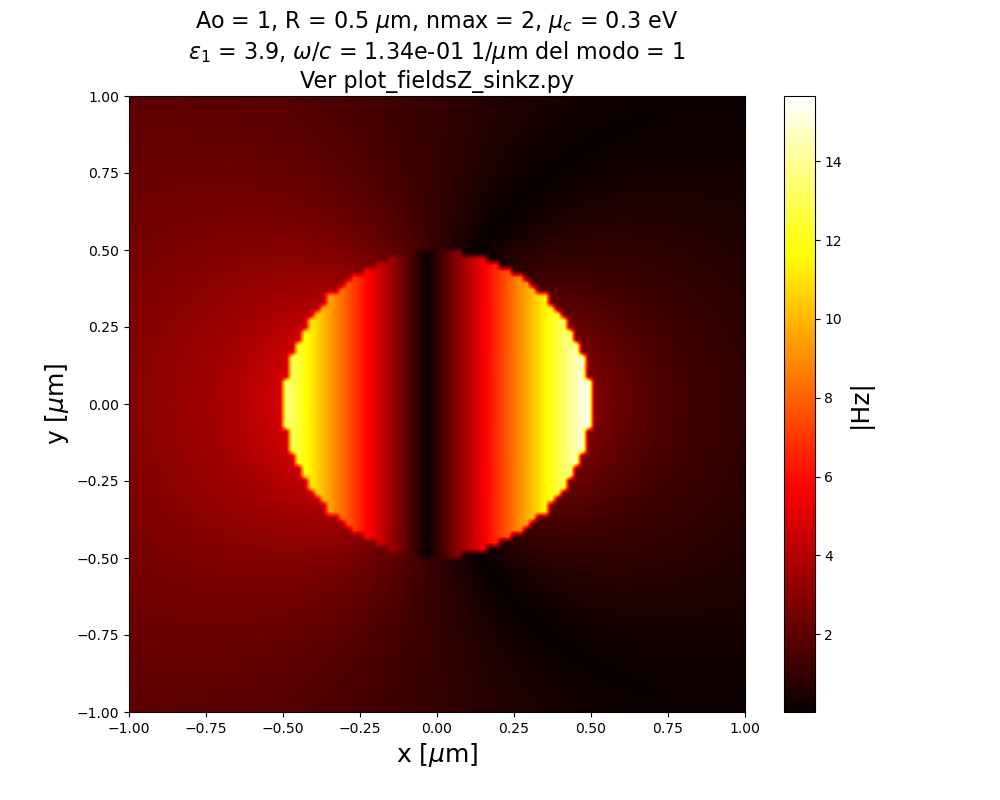 Ao = 1, R = 0.5 μm, nmax = 2, μc = 0.3 eV
ε1 = 3.9, ω/c = 1.34e-01 1/μm del modo = 1
Ver plot_fieldsZ_sinkz.py
1.00
0.75
0.50
0.25
0.00
−0.25
−0.50
−0.75
−1.00
y [μm]
−1.00 −0.75 −0.50 −0.25 0.00 0.25 0.50 0.75 1.00
x [μm]
14
12
10
8
6
4
2
|Hz|